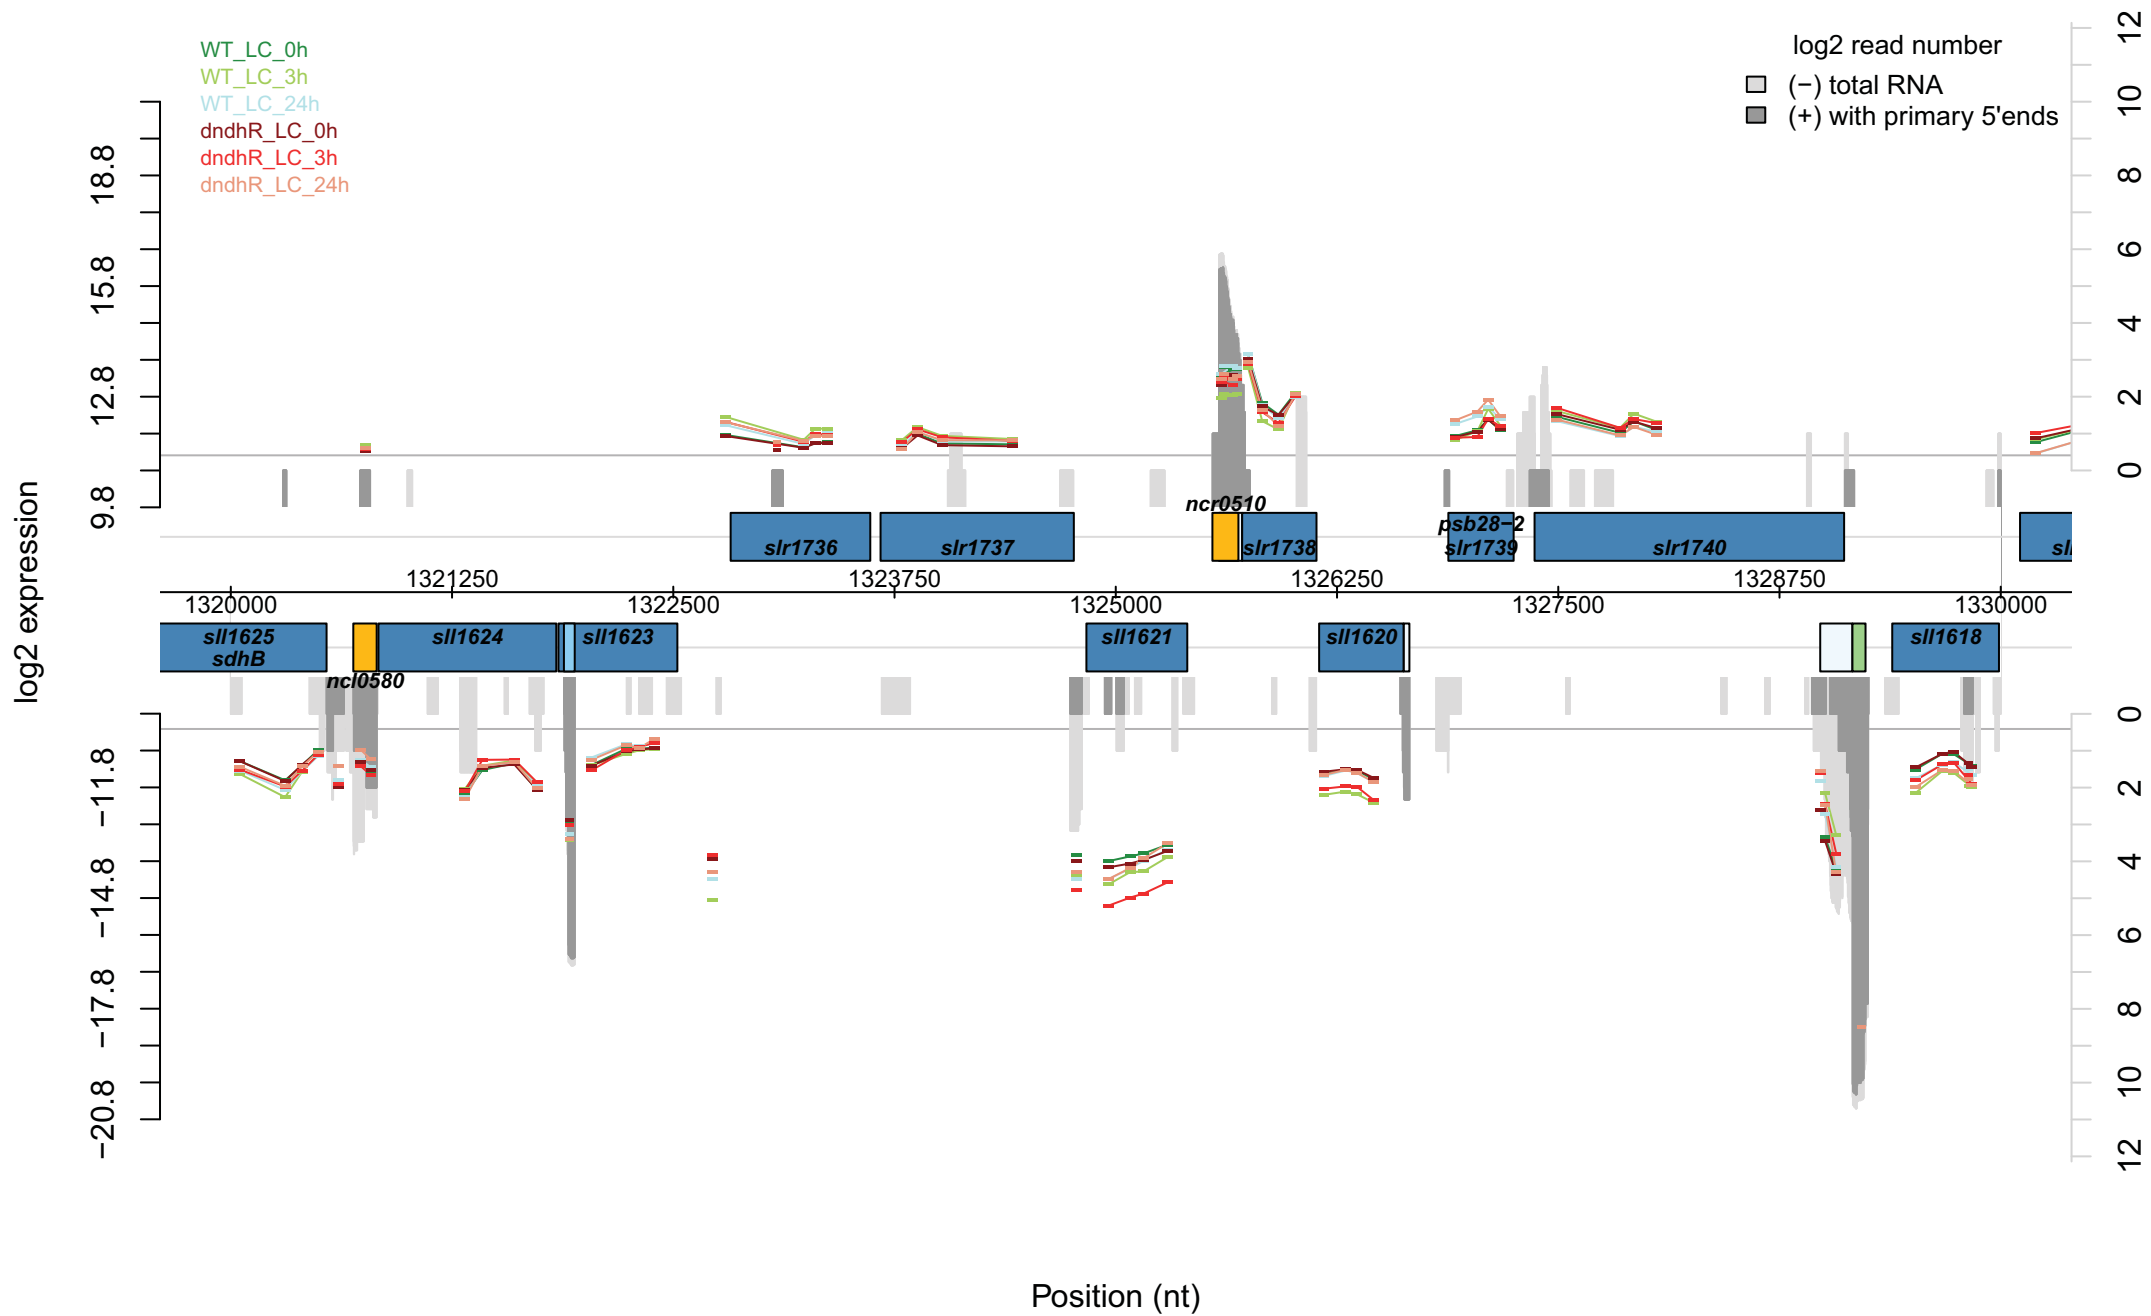 WT_LC_0h
WT_LC_3h
WT_LC_24h
dndhR_LC_0h
dndhR_LC_3h
dndhR_LC_24h
log2 read number
(−) total RNA
(+) with primary 5'ends
log2 expression
18.8
15.8
12.8
9.8
12
10
8
6
4
2
0
ncr0510
psb28−2
slr1736
slr1737
slr1738
slr1739
slr1740
1321250
1323750
1326250
1328750
1320000
1322500
1325000
1327500
1330000
sll1625
sdhB
sll1624
sll1623
sll1621
sll1620
sll1618
ncl0580
−11.8
−11.8
−14.8
−17.8
−20.8
0
2
4
6
8
10
12
Position (nt)